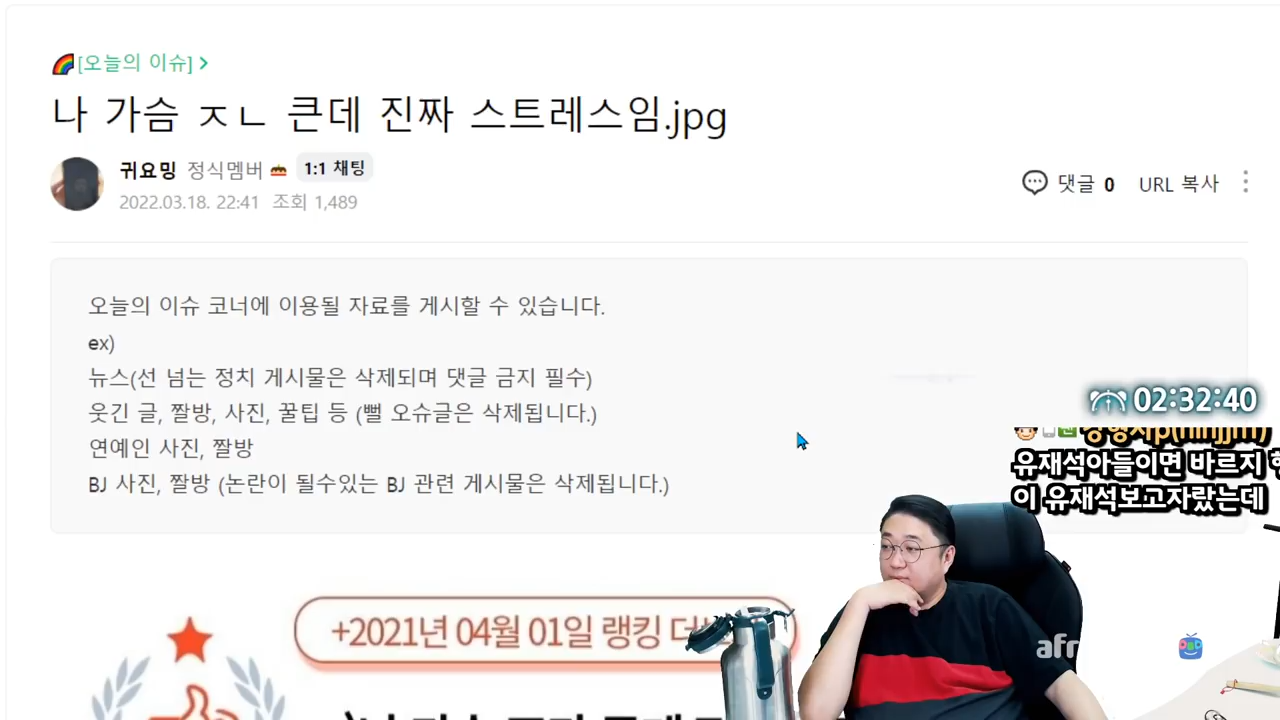 [오늘의 이슈] >
나 가슴 ㅈㄴ 큰데 진짜 스트레스임.jpg
귀요밍 정식멤버 1:1 채팅
2022.03.18. 22:41 조회 1,489
댓글 0 URL 복사
오늘의 이슈 코너에 이용될 자료를 게시할 수 있습니다.
ex)
뉴스(선 넘는 정치 게시물은 삭제되며 댓글 금지 필수)
웃긴 글, 짤방, 사진, 꿀팁 등 (뻘 오슈글은 삭제됩니다.)
연예인 사진, 짤방
BJ 사진, 짤방 (논란이 될수있는 BJ 관련 게시물은 삭제됩니다.)
02:32:40
유재석아들이면 바르지
이 유재석보고자랐는데
+2021년 04월 01일 랭킹
afr